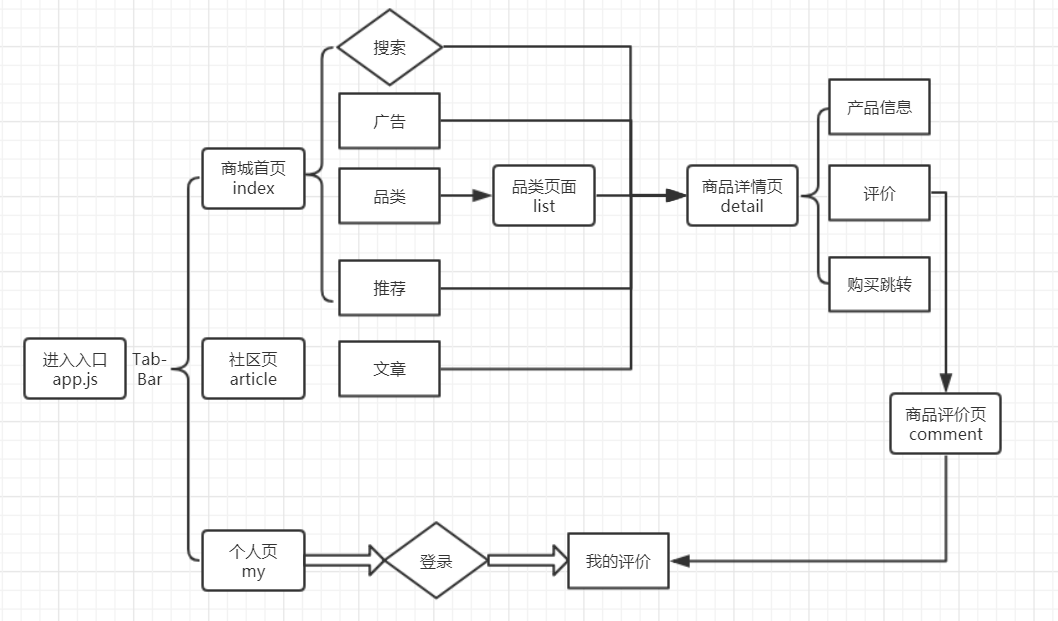 搜索
广告
商城首页
index
品类
品类页面
list
推荐
商品详情页
detail
产品信息
评价
购买跳转
进入入口
app.js
Tab-
Bar
社区页
article
文章
商品评价页
comment
个人页
my
登录
我的评价